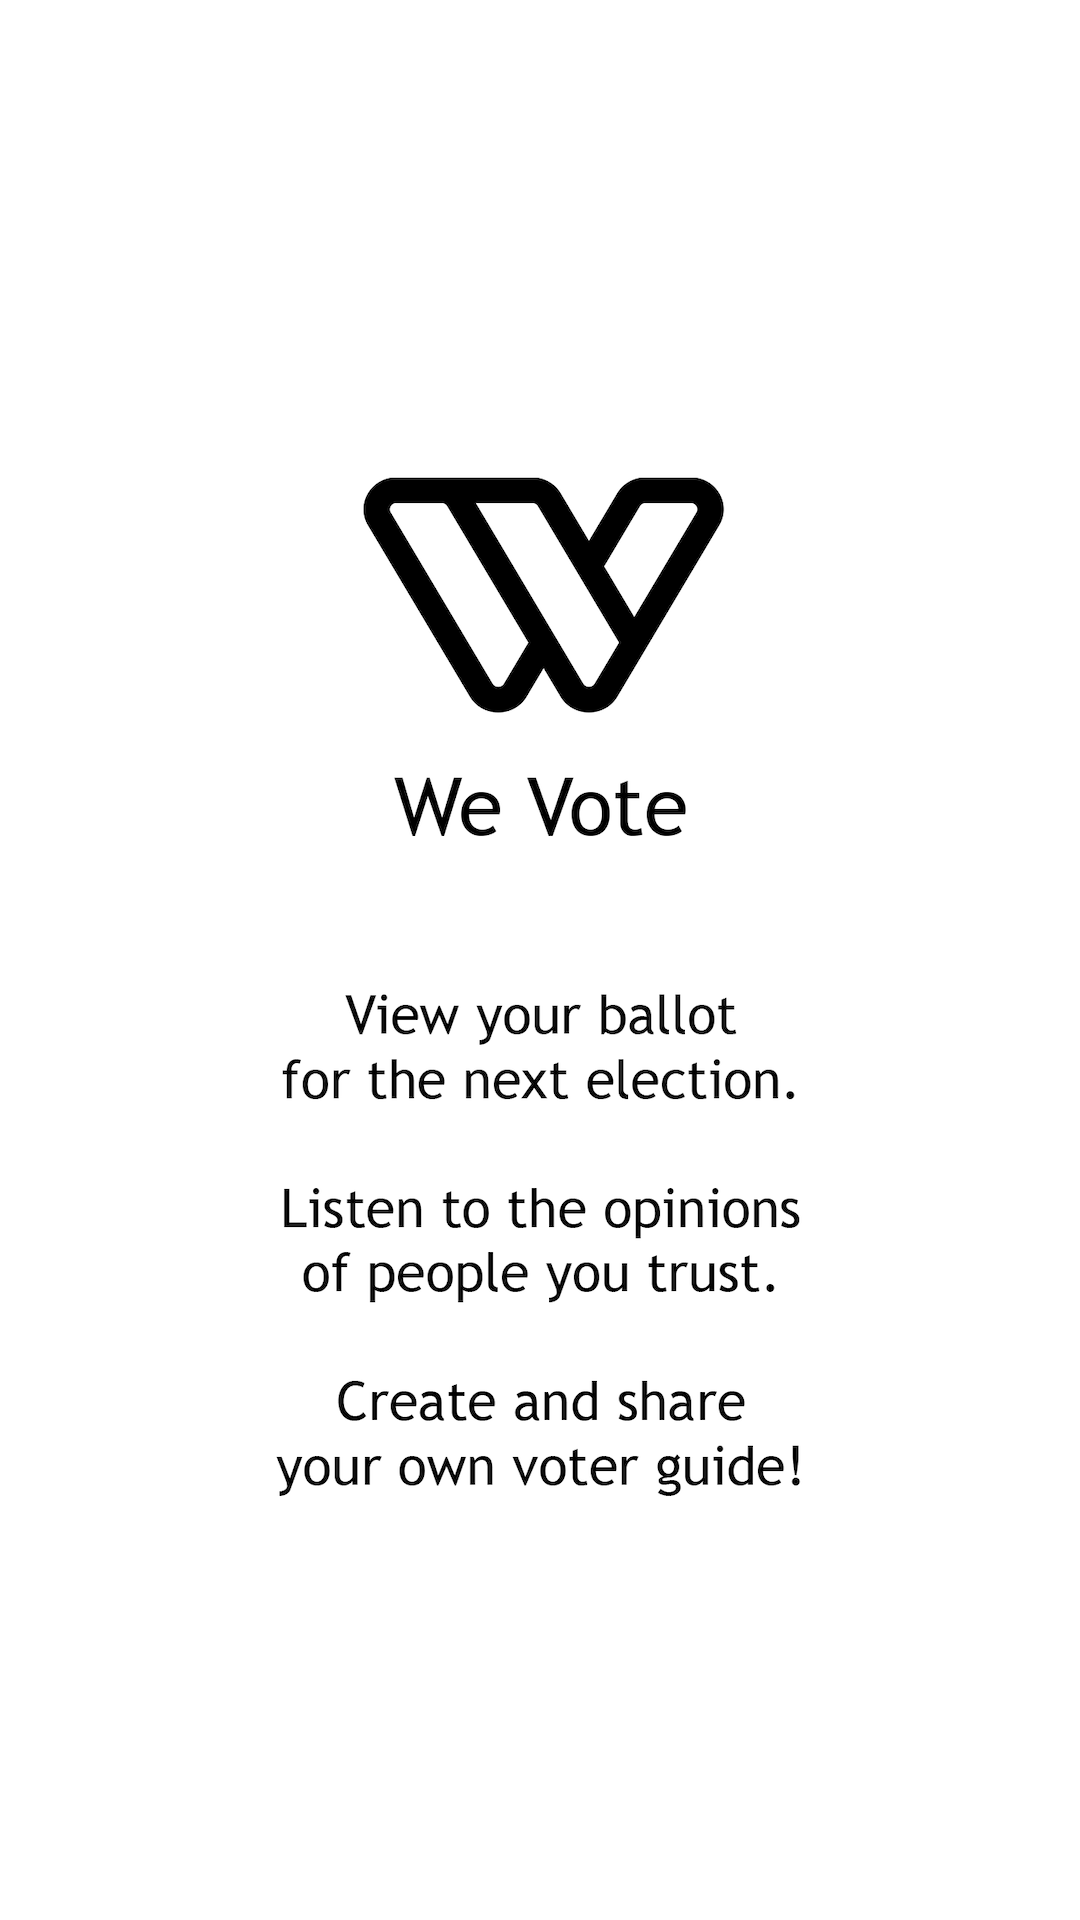 We Vote
View your ballot
for the next election.
Listen to the opinions
of people you trust.
Create and share
your own voter guide!